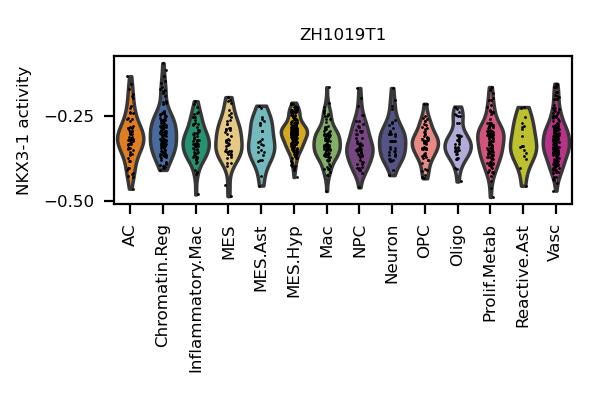 ZH1019T1
NKX3-1 activity
−0.25
−0.50
AC
Chromatin.Reg
Inflammatory.Mac
MES
MES.Ast
MES.Hyp
Mac
NPC
Neuron
OPC
Oligo
Prolif.Metab
Reactive.Ast
Vasc